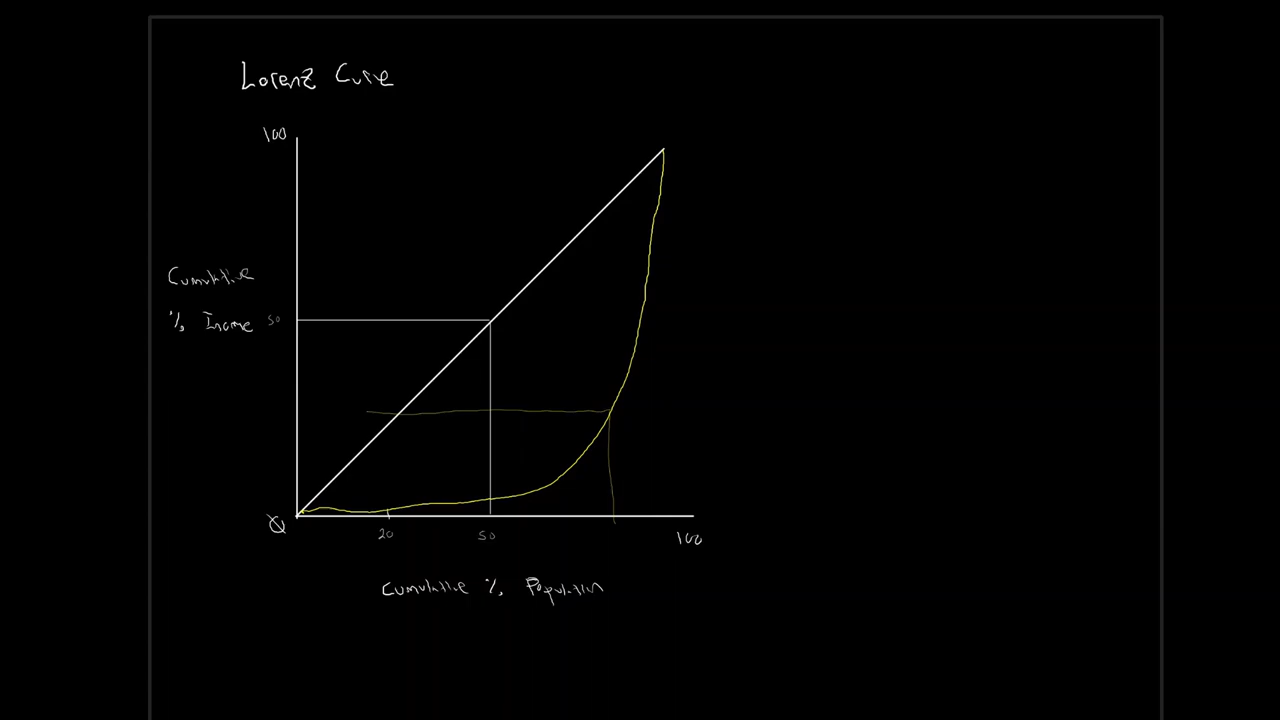 Lorenz Curve
100
Cumulative
% Income 50
0
20 50 100
Cumulative % Population